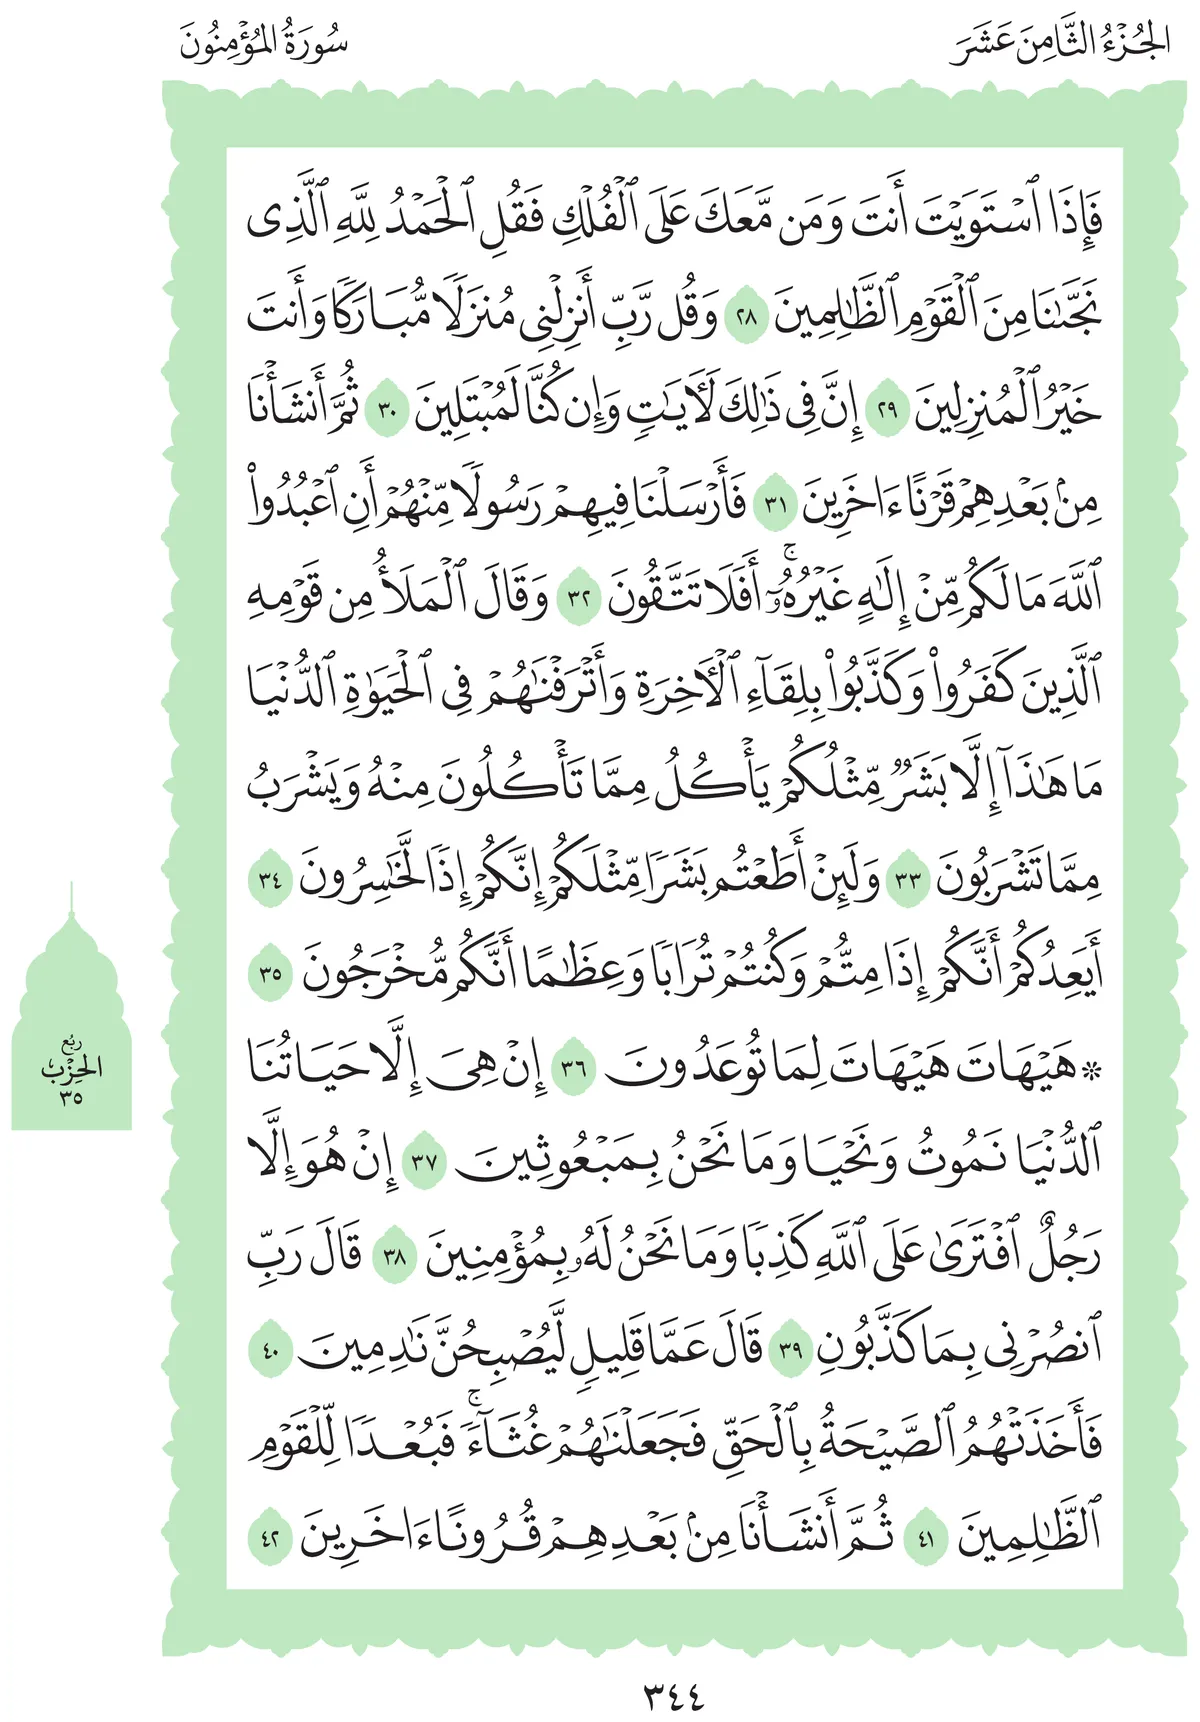 الجُزْءُ الثَّامِنَ عَشَرَ
سُورَةُ المُؤْمِنُونَ
فَإِذَا ٱسْتَوَيْتَ أَنتَ وَمَن مَّعَكَ عَلَى ٱلْفُلْكِ فَقُلِ ٱلْحَمْدُ لِلَّهِ ٱلَّذِى
نَجَّىٰنَا مِنَ ٱلْقَوْمِ ٱلظَّـٰلِمِينَ ٢٨ وَقُل رَّبِّ أَنزِلْنِى مُنزَلًا مُّبَارَكًا وَأَنتَ
خَيْرُ ٱلْمُنزِلِينَ ٢٩ إِنَّ فِى ذَٰلِكَ لَـَٔايَـٰتٍ وَإِن كُنَّا لَمُبْتَلِينَ ٣٠ ثُمَّ أَنشَأْنَا
مِنۢ بَعْدِهِمْ قَرْنًا ءَاخَرِينَ ٣١ فَأَرْسَلْنَا فِيهِمْ رَسُولًا مِّنْهُمْ أَنِ ٱعْبُدُوا۟
ٱللَّهَ مَا لَكُم مِّنْ إِلَـٰهٍ غَيْرُهُۥٓ ۚ أَفَلَا تَتَّقُونَ ٣٢ وَقَالَ ٱلْمَلَأُ مِن قَوْمِهِ
ٱلَّذِينَ كَفَرُوا۟ وَكَذَّبُوا۟ بِلِقَآءِ ٱلْـَٔاخِرَةِ وَأَتْرَفْنَـٰهُمْ فِى ٱلْحَيَوٰةِ ٱلدُّنْيَا
مَا هَـٰذَآ إِلَّا بَشَرٌ مِّثْلُكُمْ يَأْكُلُ مِمَّا تَأْكُلُونَ مِنْهُ وَيَشْرَبُ
مِمَّا تَشْرَبُونَ ٣٣ وَلَئِنْ أَطَعْتُم بَشَرًا مِّثْلَكُمْ إِنَّكُمْ إِذًا لَّخَـٰسِرُونَ ٣٤
أَيَعِدُكُمْ أَنَّكُمْ إِذَا مِتُّمْ وَكُنتُمْ تُرَابًا وَعِظَـٰمًا أَنَّكُم مُّخْرَجُونَ ٣٥
۞ هَيْهَاتَ هَيْهَاتَ لِمَا تُوعَدُونَ ٣٦ إِنْ هِىَ إِلَّا حَيَاتُنَا
ٱلدُّنْيَا نَمُوتُ وَنَحْيَا وَمَا نَحْنُ بِمَبْعُوثِينَ ٣٧ إِنْ هُوَ إِلَّا
رَجُلٌ ٱفْتَرَىٰ عَلَى ٱللَّهِ كَذِبًا وَمَا نَحْنُ لَهُۥ بِمُؤْمِنِينَ ٣٨ قَالَ رَبِّ
ٱنصُرْنِى بِمَا كَذَّبُونِ ٣٩ قَالَ عَمَّا قَلِيلٍ لَّيُصْبِحُنَّ نَـٰدِمِينَ ٤٠
فَأَخَذَتْهُمُ ٱلصَّيْحَةُ بِٱلْحَقِّ فَجَعَلْنَـٰهُمْ غُثَآءً ۚ فَبُعْدًا لِّلْقَوْمِ
ٱلظَّـٰلِمِينَ ٤١ ثُمَّ أَنشَأْنَا مِنۢ بَعْدِهِمْ قُرُونًا ءَاخَرِينَ ٤٢
رُبُع
الحِزْب
٣٥
٣٤٤